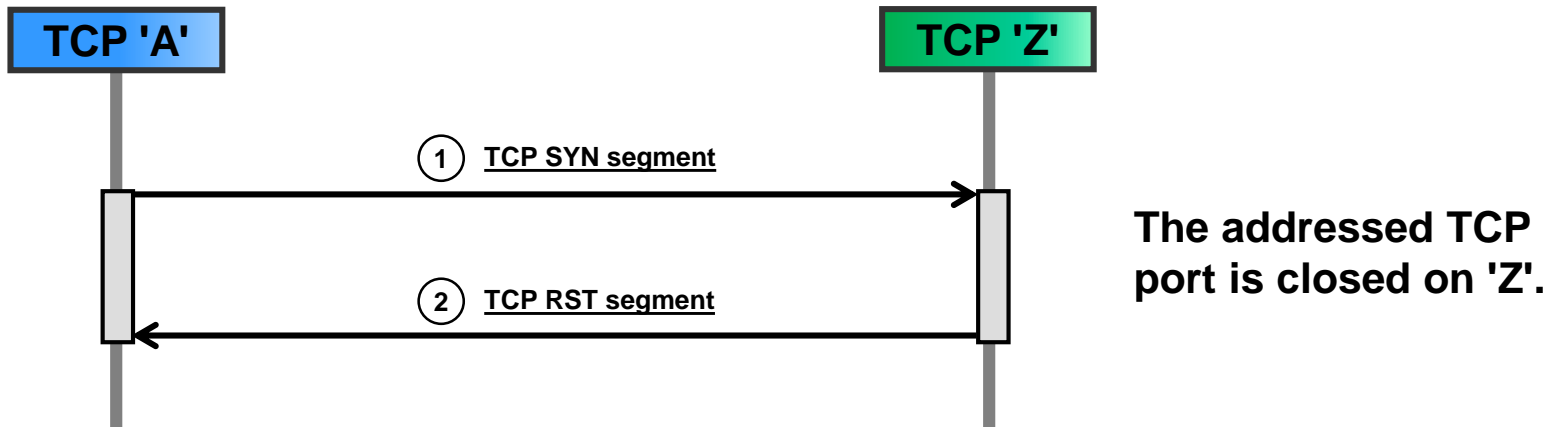 TCP 'A'
TCP 'Z'
1 TCP SYN segment
The addressed TCP
port is closed on 'Z'.
2 TCP RST segment